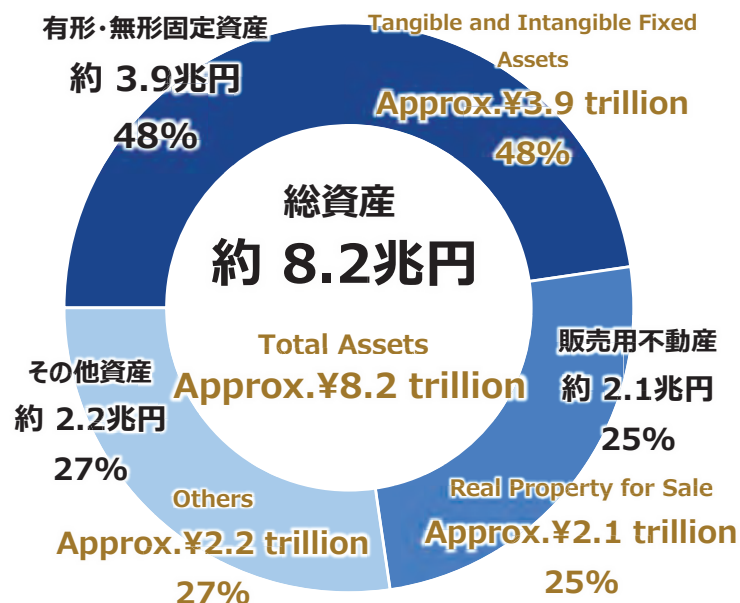 有形・無形固定資産
約 3.9兆円
48%
Tangible and Intangible Fixed
Assets
Approx.¥3.9 trillion
48%
総資産
約 8.2兆円
Total Assets
Approx.¥8.2 trillion
販売用不動産
約 2.1兆円
25%
Real Property for Sale
Approx.¥2.1 trillion
25%
その他資産
約 2.2兆円
27%
Others
Approx.¥2.2 trillion
27%